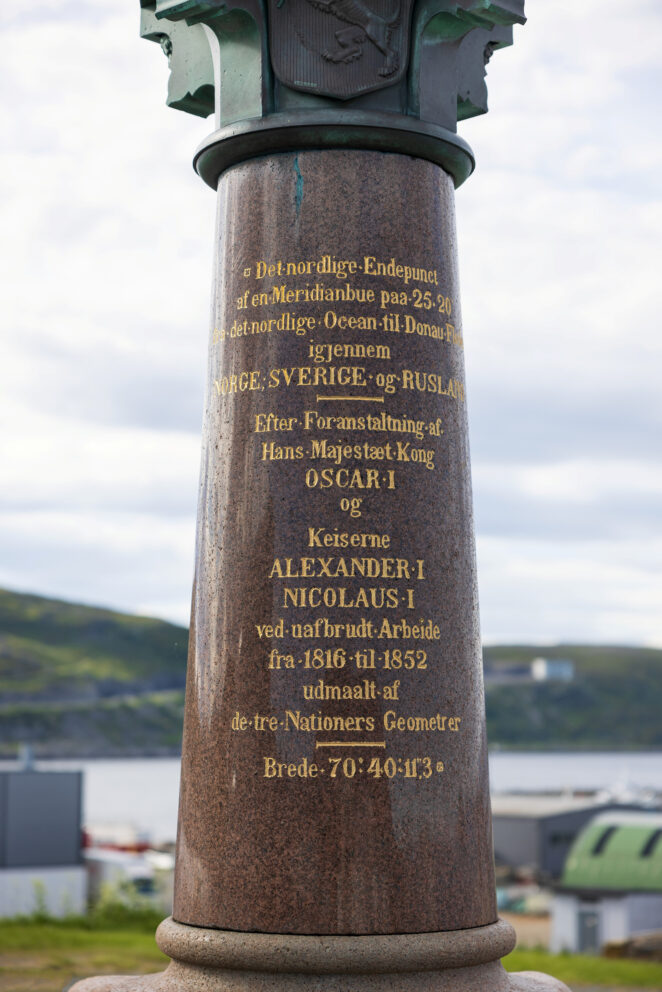 ¤ Det·nordlige·Endepunct
af en·Meridianbue paa·25·20
det·nordlige·Ocean·til·Donau·
igjennem
NORGE; SVERIGE·og·RUSLAN
Efter·Foranstaltning·af.
Hans·Majestæt·Kong
OSCAR·I
og
Keiserne
ALEXANDER·I
NICOLAUS·I
ved·uafbrudt·Arbeide
fra·1816·til·1852
udmaalt·af
de·tre·Nationers Geometrer
Brede·70:40:11",3 ¤